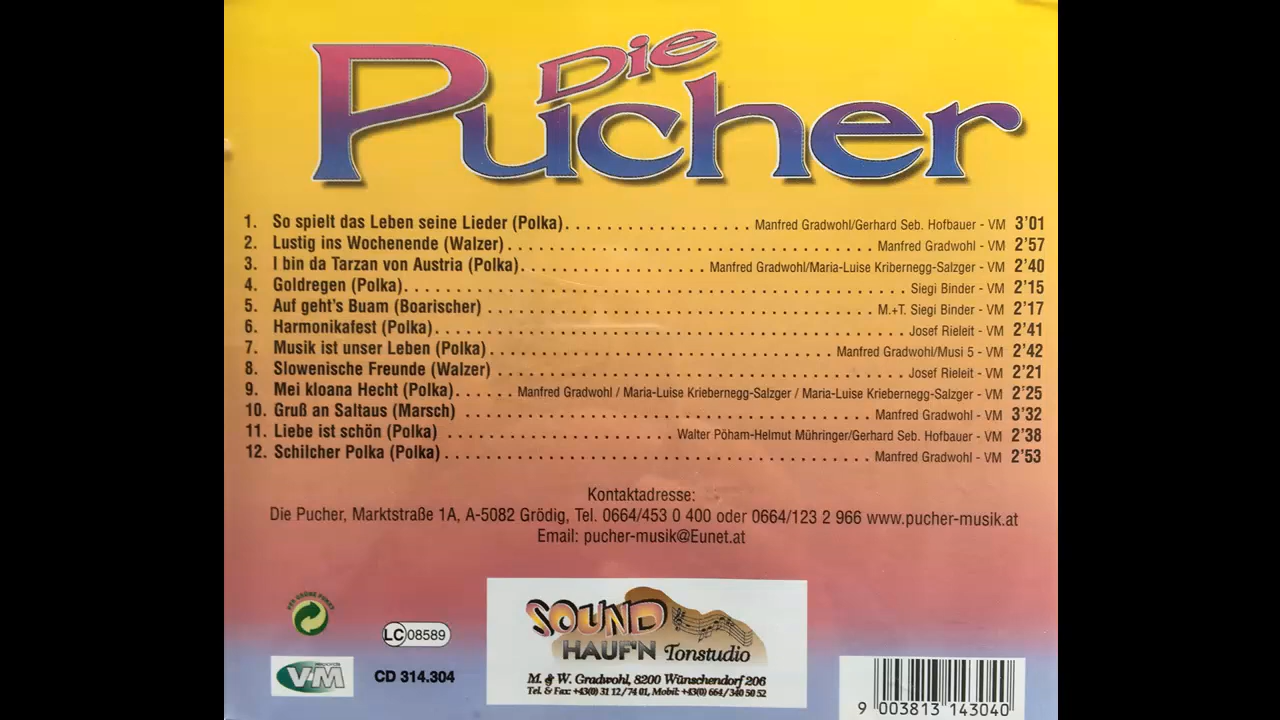 Die
Pucher
1. So spielt das Leben seine Lieder (Polka) . . . . . . . . . . . . . . . . . . Manfred Gradwohl/Gerhard Seb. Hofbauer - VM 3'01
2. Lustig ins Wochenende (Walzer) . . . . . . . . . . . . . . . . . . Manfred Gradwohl - VM 2'57
3. I bin da Tarzan von Austria (Polka) . . . . . . . . . . . . . . . . . . Manfred Gradwohl/Maria-Luise Kribernegg-Salzger - VM 2'40
4. Goldregen (Polka) . . . . . . . . . . . . . . . . . . Siegi Binder - VM 2'15
5. Auf geht's Buam (Boarischer) . . . . . . . . . . . . . . . . . . M.+T. Siegi Binder - VM 2'17
6. Harmonikafest (Polka) . . . . . . . . . . . . . . . . . . Josef Rieleit - VM 2'41
7. Musik ist unser Leben (Polka) . . . . . . . . . . . . . . . . . . Manfred Gradwohl/Musi 5 - VM 2'42
8. Slowenische Freunde (Walzer) . . . . . . . . . . . . . . . . . . Josef Rieleit - VM 2'21
9. Mei kloana Hecht (Polka) . . . . . . Manfred Gradwohl / Maria-Luise Kriebernegg-Salzger / Maria-Luise Kriebernegg-Salzger - VM 2'25
10. Gruß an Saltaus (Marsch) . . . . . . . . . . . . . . . . . . Manfred Gradwohl - VM 3'32
11. Liebe ist schön (Polka) . . . . . . . . . . . . . . . . . . Walter Pöham-Helmut Mühringer/Gerhard Seb. Hofbauer - VM 2'38
12. Schilcher Polka (Polka) . . . . . . . . . . . . . . . . . . Manfred Gradwohl - VM 2'53
Kontaktadresse:
Die Pucher, Marktstraße 1A, A-5082 Grödig, Tel. 0664/453 0 400 oder 0664/123 2 966 www.pucher-musik.at
Email: pucher-musik@Eunet.at
DER GRÜNE PUNKT
LC 08589
records
VM
CD 314.304
SOUND
HAUF'N Tonstudio
M. & W. Gradwohl, 8200 Wünschendorf 206
Tel. & Fax: +43(0) 31 12 / 74 01, Mobil: +43(0) 664 / 340 50 52
9 003813 143040